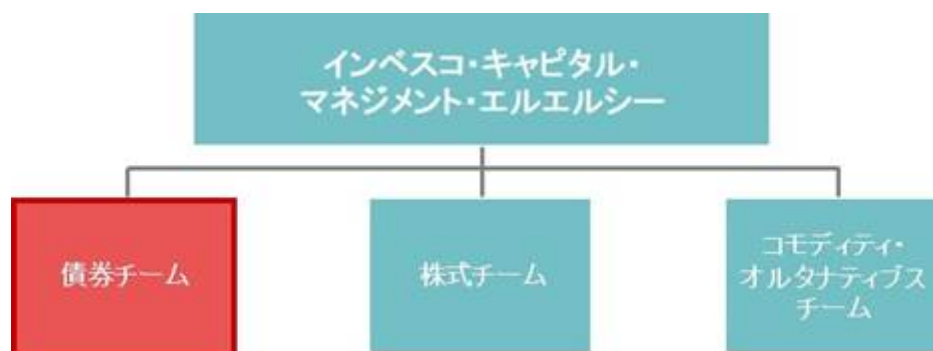 インベスコ・キャピタル・
マネジメント・エルエルシー
債券チーム
株式チーム
コモディティ・
オルタナティブス
チーム